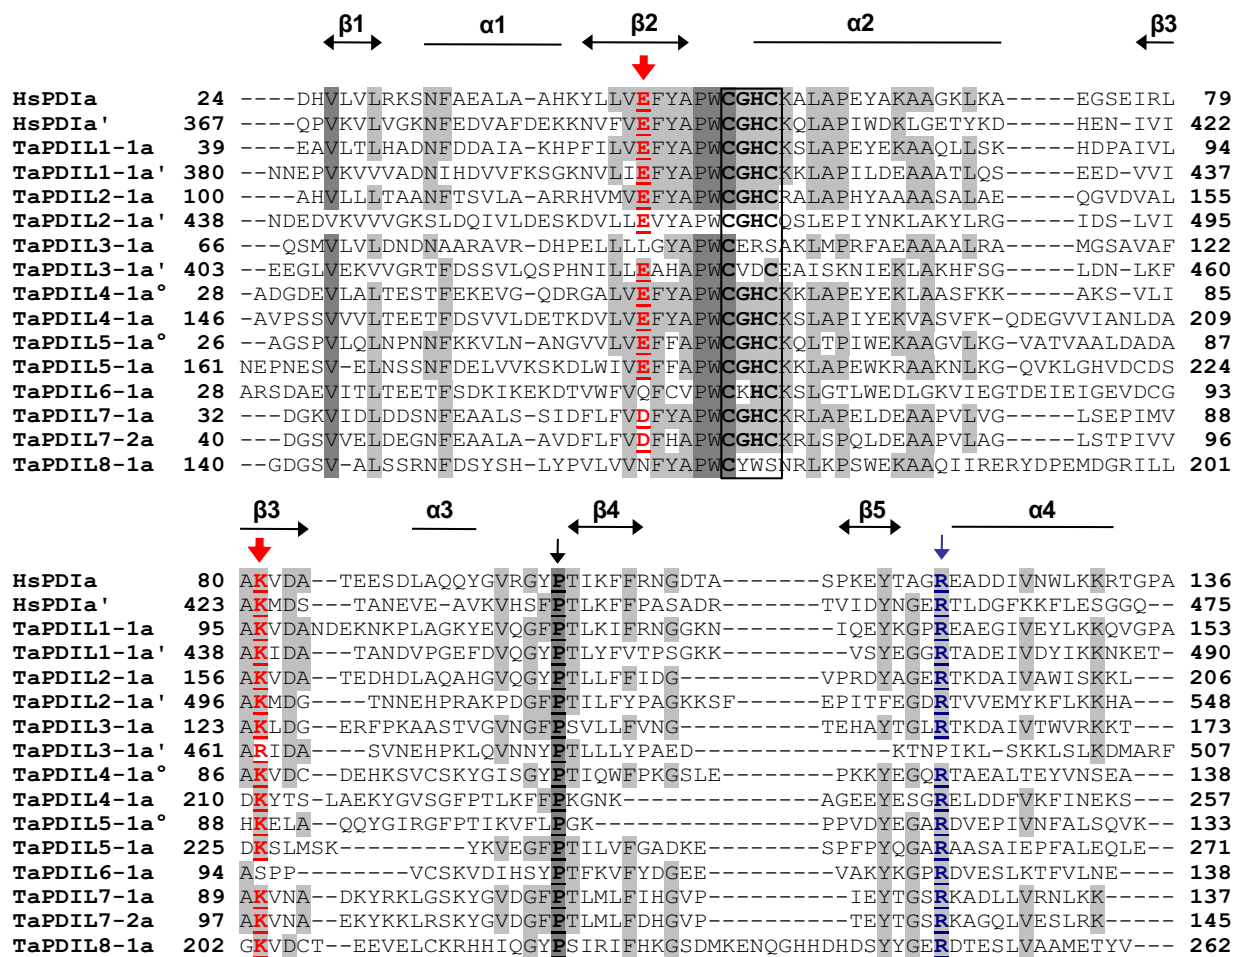 β1 α1 β2 α2 β3
HsPDIa 24 ----DHVLVLRKSNFAEALA-AHKYLLVEFYAPWCGHCKALAPEYAKAAGKLKA-----EGSEIRL 79
HsPDIa' 367 ----QPVKVLVGKNFEDVAFDEKKNVFVEFYAPWCGHCKQLAPIWDKLGETYKD-----HEN-IVI 422
TaPDIL1-1a 39 ----EAVLTLHADNFDDAIA-KHPFILVEFYAPWCGHCKSLAPEYEKAAQLLSK-----HDPAIVL 94
TaPDIL1-1a' 380 --NNEPVKVVVADNIHDVVFKSGKNVLIEFYAPWCGHCKKLAPILDEAAATLQS-----EED-VVI 437
TaPDIL2-1a 100 ----AHVLLLTAANFTSVLA-ARRHVMVEFYAPWCGHCRALAPHYAAAASALAE-----QGVDVAL 155
TaPDIL2-1a' 438 --NDEDVKVVVGKSLDQIVLDESKDVLLEVYAPWCGHCQSLEPIYNKLAKYLRG-----IDS-LVI 495
TaPDIL3-1a 66 ---QSMVLVLDNDNAARAVR-DHPELLLLGYAPWCERSAKLMPRFAEAAAALRA-----MGSAVAF 122
TaPDIL3-1a' 403 --EEGLVEKVVGRTFDSSVLQSPHNILLEAHAPWCVDCEAISKNIEKLAKHFSG-----LDN-LKF 460
TaPDIL4-1a° 28 -ADGDEVLALTESTFEKEVG-QDRGALVEFYAPWCGHCKKLAPEYEKLAASFKK-----AKS-VLI 85
TaPDIL4-1a 146 -AVPSSVVVLTEETFDSVVLDETKDVLVEFYAPWCGHCKSLAPIYEKVASVFK-QDEGVVIANLDA 209
TaPDIL5-1a° 26 --AGSPVLQLNPNNFKKVLN-ANGVVLVEFFAPWCGHCKQLTPIWEKAAGVLKG-VATVAALDADA 87
TaPDIL5-1a 161 NEPNESV-ELNSSNFDELVVKSKDLWIVEFFAPWCGHCKKLAPEWKRAAKNLKG-QVKLGHVDCDS 224
TaPDIL6-1a 28 ARSDAEVITLTEETFSDKIKEKDTVWFVQFCVPWCKHCKSLGTLWEDLGKVIEGTDEIEIGEVDCG 93
TaPDIL7-1a 32 ---DGKVIDLDDSNFEAALS-SIDFLFVDFYAPWCGHCKRLAPELDEAAPVLVG-----LSEPIMV 88
TaPDIL7-2a 40 ---DGSVVELDEGNFEAALA-AVDFLFVDFHAPWCGHCKRLSPQLDEAAPVLAG-----LSTPIVV 96
TaPDIL8-1a 140 --GDGSV-ALSSRNFDSYSH-LYPVLVVNFYAPWCYWSNRLKPSWEKAAQIIRERYDPEMDGRILL 201
β3 α3 β4 β5 α4
HsPDIa 80 AKVDA--TEESDLAQQYGVRGYPTIKFFRNGDTA-------SPKEYTAGREADDIVNWLKKRTGPA 136
HsPDIa' 423 AKMDS---TANEVE-AVKVHSFPTLKFFPASADR-------TVIDYNGERTLDGFKKFLESGGQ-- 475
TaPDIL1-1a 95 AKVDANDEKNKPLAGKYEVQGFPTLKIFRNGGKN-------IQEYKGPREAEGIVEYLKKQVGPA 153
TaPDIL1-1a' 438 AKIDA---TANDVPGEFDVQGYPTLYFVTPSGKK-------VSYEGGRTADEIVDYIKKNKET- 490
TaPDIL2-1a 156 AKVDA--TEDHDLAQAHGVQGYPTLLFFIDG----------VPRDYAGERTKDAIVAWISKKL-- 206
TaPDIL2-1a' 496 AKMDG----TNNEHPRAKPDGFPTILFYPAGKKSF------EPITFEGDRTVVEMYKFLKKHA-- 548
TaPDIL3-1a 123 AKLDG---ERFPKAASTVGVNGFPSVLLFVNG---------TEHAYTGLRTKDAIVTWVRKKT-- 173
TaPDIL3-1a' 461 ARIDA---SVNEHPKLQVNNYPTLLLYPAED----------KTNPIKL-SKKLSLKDMARF 507
TaPDIL4-1a° 86 AKVDC--DEHKSVCSKYGISGYPTIQWFPKGSLE-------PKKYEGQRTAEALTEYVNSEA--- 138
TaPDIL4-1a 210 DKYTS-LAEKYGVSGFPTLKFFPKGNK----------AGEEYESGRELDDFVKFINEKS--- 257
TaPDIL5-1a° 88 HKELA--QQYGIRGFPTIKVFLPGK------------PPVDYEGARDVEPIVNFALSQVK-- 133
TaPDIL5-1a 225 DKSLMSK-------YKVEGFPTILVFGADKE------SPFPYQGARAASAIEPFALEQLE-- 271
TaPDIL6-1a 94 ASPP-------VCSKVDIHSYPTFKVFYDGEE-----VAKYKGPRDVESLKTFVLNE---- 138
TaPDIL7-1a 89 AKVNA--DKYRKLGSKYGVDGFPTLMLFIHGVP----IEYTGSRKADLLVRNLKK---- 137
TaPDIL7-2a 97 AKVNA--EKYKKLRSKYGVDGFPTLMLFDHGVP----TEYTGSRKAGQLVESLRK---- 145
TaPDIL8-1a 202 GKVDCT--EEVELCKRHHIQGYPSIRIFHKGSDMKENQGHHDHDSYYGERDTESLVAAMETYV--- 262